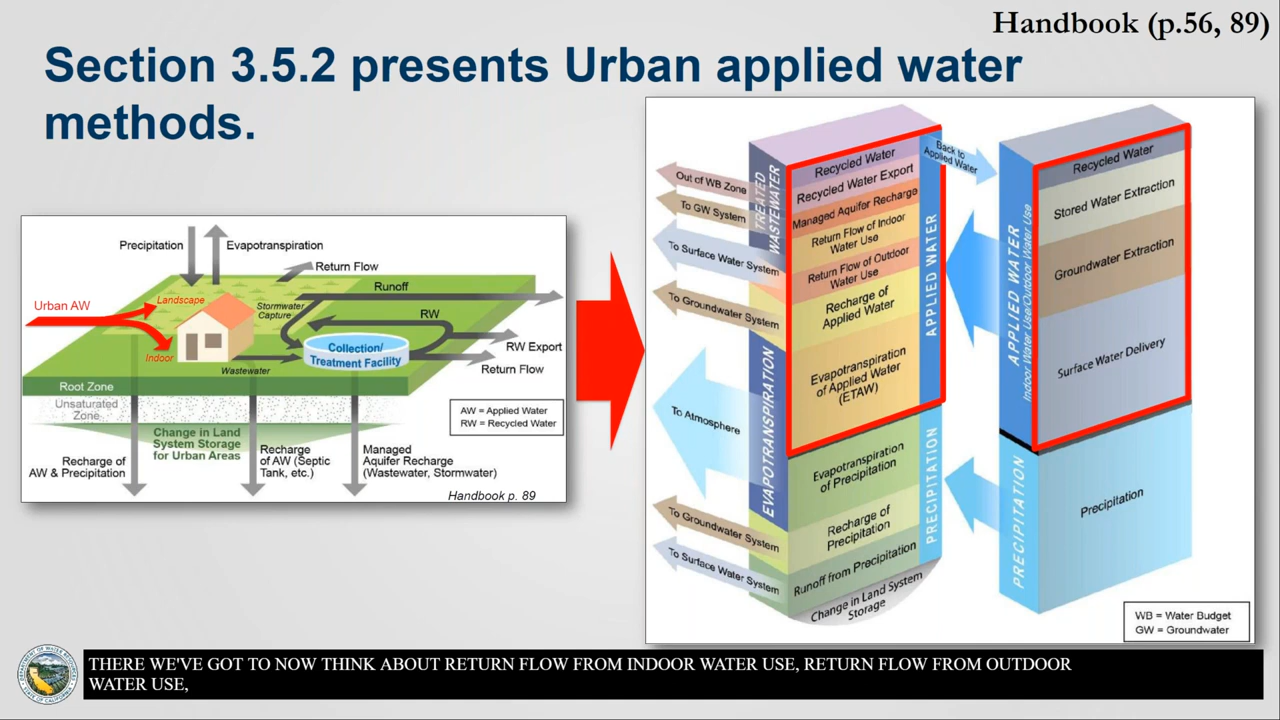 Handbook (p.56, 89)
Section 3.5.2 presents Urban applied water
methods.
Precipitation
Evapotranspiration
Return Flow
Runoff
Urban AW
Landscape
Stormwater
Capture
RW
Indoor
Collection/
Treatment Facility
RW Export
Return Flow
Wastewater
Root Zone
Unsaturated
Zone
AW = Applied Water
RW = Recycled Water
Change in Land
System Storage
for Urban Areas
Recharge of
AW & Precipitation
Recharge
of AW (Septic
Tank, etc.)
Managed
Aquifer Recharge
(Wastewater, Stormwater)
Handbook p. 89
Out of WB Zone
To GW System
To Surface Water System
To Groundwater System
To Atmosphere
To Groundwater System
To Surface Water System
TREATED
WASTEWATER
EVAPOTRANSPIRATION
Recycled Water
Recycled Water Export
Managed Aquifer Recharge
Return Flow of Indoor
Water Use
Return Flow of Outdoor
Water Use
Recharge of
Applied Water
Evapotranspiration
of Applied Water
(ETAW)
Evapotranspiration
of Precipitation
Recharge of
Precipitation
Runoff from Precipitation
Change in Land System
Storage
APPLIED WATER
PRECIPITATION
Back to
Applied Water
APPLIED WATER
Indoor Water Use/Outdoor Water Use
PRECIPITATION
Recycled Water
Stored Water Extraction
Groundwater Extraction
Surface Water Delivery
Precipitation
WB = Water Budget
GW = Groundwater
THERE WE'VE GOT TO NOW THINK ABOUT RETURN FLOW FROM INDOOR WATER USE, RETURN FLOW FROM OUTDOOR
WATER USE,